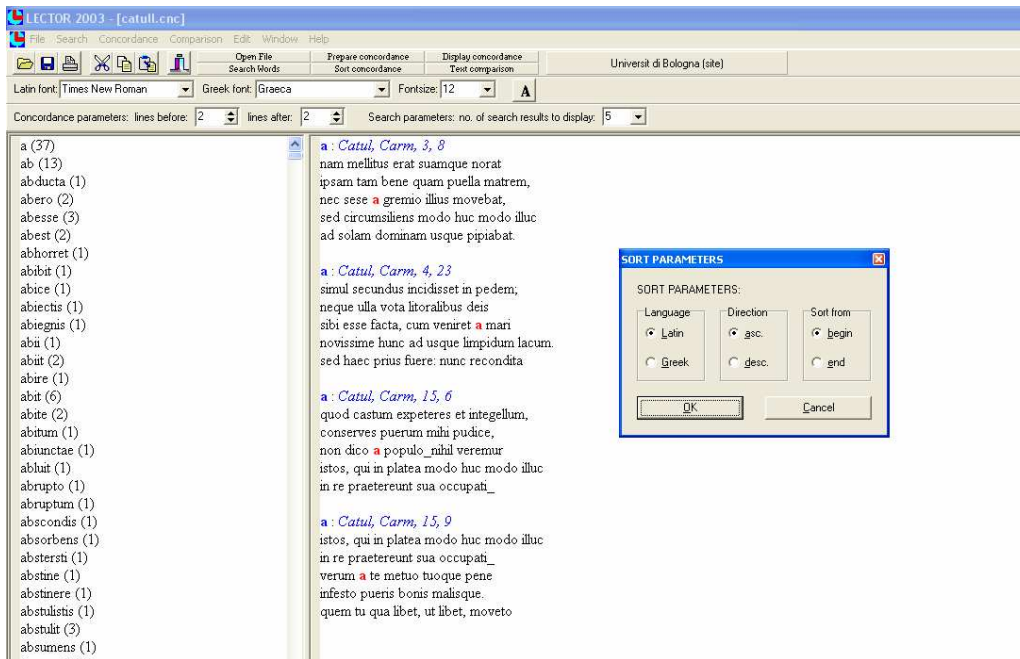 LECTOR 2003 - [catull.cnc]
File Search Concordance Comparison Edit Window Help
Open File Prepare concordance Display concordance Universit di Bologna (site)
Search Words Sort concordance Text comparison
Latin font: Times New Roman Greek font: Graeca Fontsize: 12 A
Concordance parameters: lines before: 2 lines after: 2 Search parameters: no. of search results to display: 5
a (37)
ab (13)
abducta (1)
abero (2)
abesse (3)
abest (2)
abhorret (1)
abibit (1)
abice (1)
abiectis (1)
abiegnis (1)
abii (1)
abiit (2)
abire (1)
abit (6)
abite (2)
abitum (1)
abiunctae (1)
abluit (1)
abrupto (1)
abruptum (1)
abscondis (1)
absorbens (1)
abstersti (1)
abstine (1)
abstinere (1)
abstulistis (1)
abstulit (3)
absumens (1)
a : Catul, Carm, 3, 8
nam mellitus erat suamque norat
ipsam tam bene quam puella matrem,
nec sese a gremio illius movebat,
sed circumsiliens modo huc modo illuc
ad solam dominam usque pipiabat.
a : Catul, Carm, 4, 23
simul secundus incidisset in pedem;
neque ulla vota litoralibus deis
sibi esse facta, cum veniret a mari
novissime hunc ad usque limpidum lacum.
sed haec prius fuere: nunc recondita
a : Catul, Carm, 15, 6
quod castum expeteres et integellum,
conserves puerum mihi pudice,
non dico a populo_nihil veremur
istos, qui in platea modo huc modo illuc
in re praetereunt sua occupati_
a : Catul, Carm, 15, 9
istos, qui in platea modo huc modo illuc
in re praetereunt sua occupati_
verum a te metuo tuoque pene
infesto pueris bonis malisque.
quem tu qua libet, ut libet, moveto
SORT PARAMETERS
SORT PARAMETERS:
Language Direction Sort from
Latin asc. begin
Greek desc. end
OK Cancel